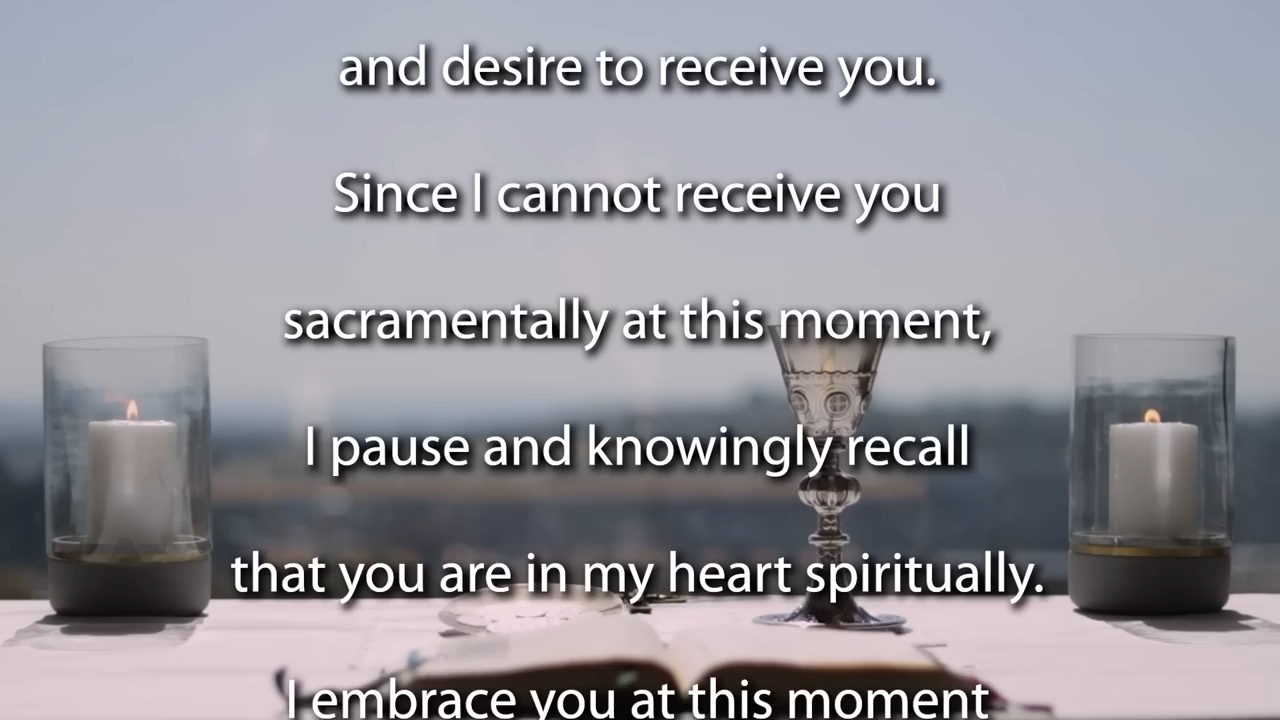 and desire to receive you.
Since I cannot receive you
sacramentally at this moment,
I pause and knowingly recall
that you are in my heart spiritually.
I embrace you at this moment